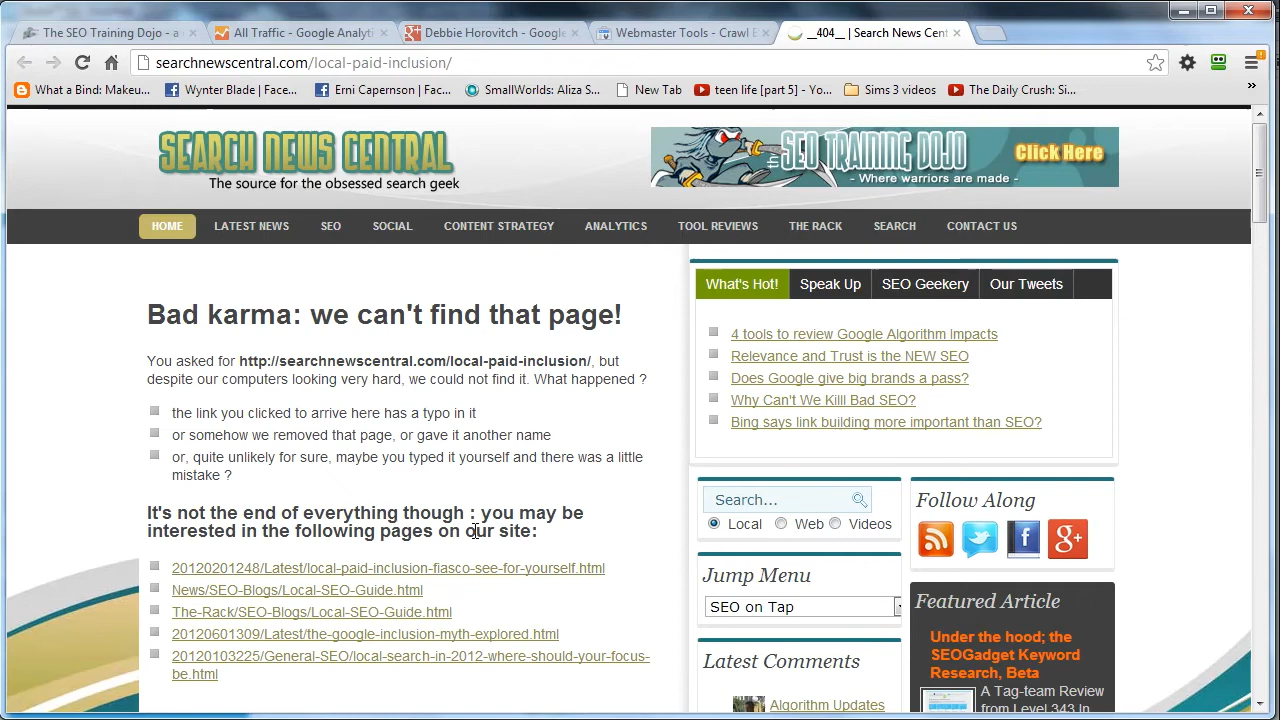 The SEO Training Dojo - a
All Traffic - Google Analyti
Debbie Horovitch - Google
Webmaster Tools - Crawl E
__404__ | Search News Cent
searchnewscentral.com/local-paid-inclusion/
What a Bind: Makeu...
Wynter Blade | Face...
Erni Capernson | Fac...
SmallWorlds: Aliza S...
New Tab
teen life [part 5] - Yo...
Sims 3 videos
The Daily Crush: Si...
SEARCH NEWS CENTRAL
The source for the obsessed search geek
the SEO TRAINING DOJO
- Where warriors are made -
Click Here
HOME
LATEST NEWS
SEO
SOCIAL
CONTENT STRATEGY
ANALYTICS
TOOL REVIEWS
THE RACK
SEARCH
CONTACT US
Bad karma: we can't find that page!
You asked for http://searchnewscentral.com/local-paid-inclusion/, but
despite our computers looking very hard, we could not find it. What happened ?
the link you clicked to arrive here has a typo in it
or somehow we removed that page, or gave it another name
or, quite unlikely for sure, maybe you typed it yourself and there was a little
mistake ?
It's not the end of everything though : you may be
interested in the following pages on our site:
20120201248/Latest/local-paid-inclusion-fiasco-see-for-yourself.html
News/SEO-Blogs/Local-SEO-Guide.html
The-Rack/SEO-Blogs/Local-SEO-Guide.html
20120601309/Latest/the-google-inclusion-myth-explored.html
20120103229/General-SEO/local-search-in-2012-where-should-your-focus-
be.html
What's Hot!
Speak Up
SEO Geekery
Our Tweets
4 tools to review Google Algorithm Impacts
Relevance and Trust is the NEW SEO
Does Google give big brands a pass?
Why Can't We Killl Bad SEO?
Bing says link building more important than SEO?
Search...
Local
Web
Videos
Jump Menu
SEO on Tap
Latest Comments
Algorithm Updates
Follow Along
Featured Article
Under the hood; the
SEOGadget Keyword
Research, Beta
A Tag-team Review
from Level 343 In